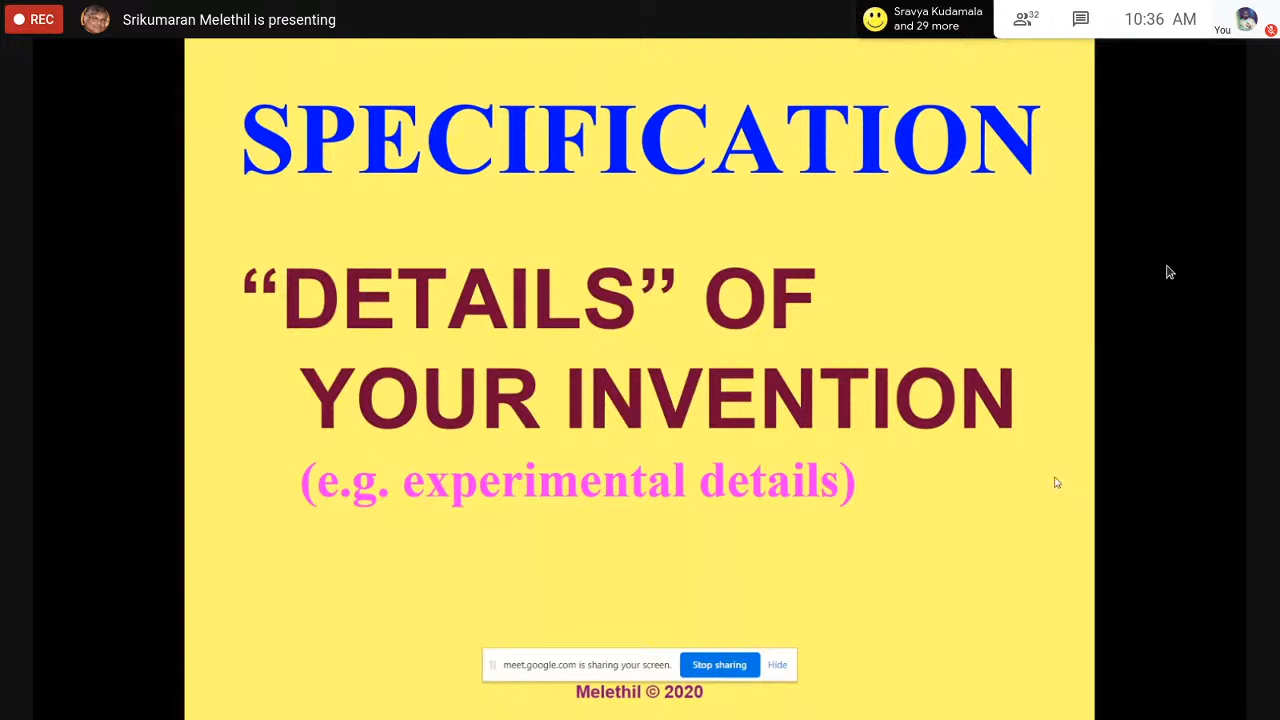 REC
Srikumaran Melethil is presenting
Sravya Kudamala
and 29 more
32
10:36 AM
You
SPECIFICATION
“DETAILS” OF
YOUR INVENTION
(e.g. experimental details)
meet.google.com is sharing your screen.
Stop sharing
Hide
Melethil © 2020